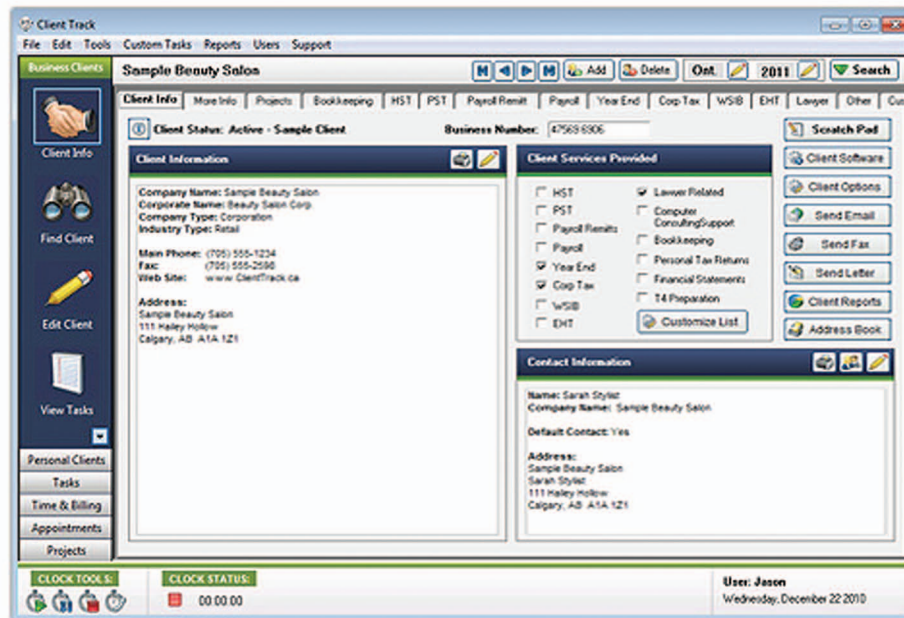 Client Track
File Edit Tools Custom Tasks Reports Users Support
Business Clients
Sample Beauty Salon
Add
Delete
Ont.
2011
Search
Client Info More Info Projects Bookkeeping HST PST Payroll Remitt Payroll Year End Corp Tax WSIB EHT Lawyer Other Cus
Client Status: Active - Sample Client
Business Number: 47569 6906
Client Info
Find Client
Edit Client
View Tasks
Personal Clients
Tasks
Time & Billing
Appointments
Projects
Client Information
Company Name: Sample Beauty Salon
Corporate Name: Beauty Salon Corp.
Company Type: Corporation
Industry Type: Retail
Main Phone: (705) 555-1234
Fax: (705) 555-2598
Web Site: www.ClientTrack.ca
Address:
Sample Beauty Salon
111 Hailey Hollow
Calgary, AB A1A 1Z1
Client Services Provided
HST
PST
Payroll Remitts
Payroll
Year End
Corp Tax
WSIB
EHT
Lawyer Related
Computer
ConsultingSupport
Bookkeeping
Personal Tax Returns
Financial Statements
T4 Preparation
Customize List
Scratch Pad
Client Software
Client Options
Send Email
Send Fax
Send Letter
Client Reports
Address Book
Contact Information
Name: Sarah Stylist
Company Name: Sample Beauty Salon
Default Contact: Yes
Address:
Sample Beauty Salon
Sarah Stylist
111 Hailey Hollow
Calgary, AB A1A 1Z1
CLOCK TOOLS:
CLOCK STATUS:
00:00:00
User: Jason
Wednesday, December 22 2010